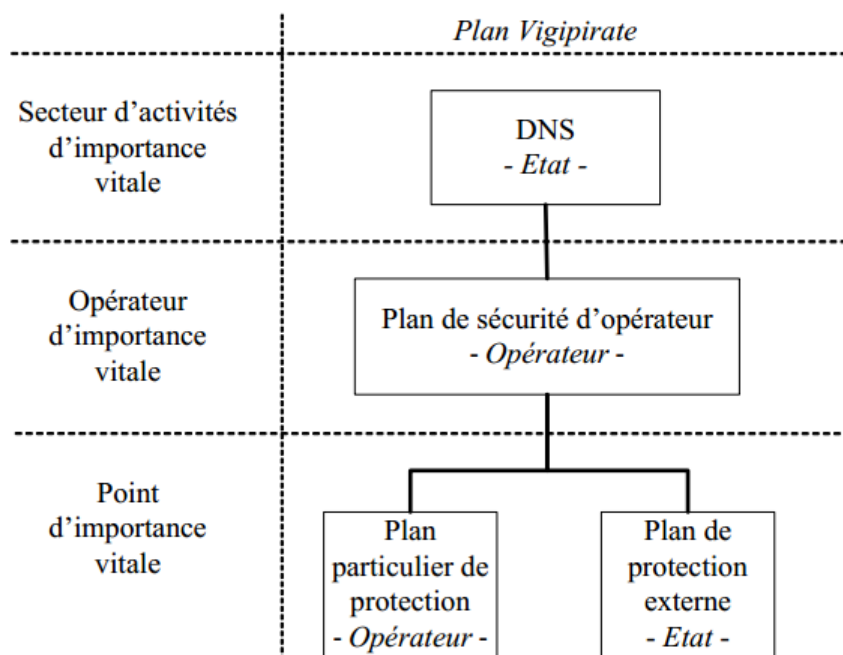 Plan Vigipirate
Secteur d'activités
d'importance
vitale
DNS
- Etat -
Opérateur
d'importance
vitale
Plan de sécurité d'opérateur
- Opérateur -
Point
d'importance
vitale
Plan
particulier de
protection
- Opérateur -
Plan de
protection
externe
- Etat -